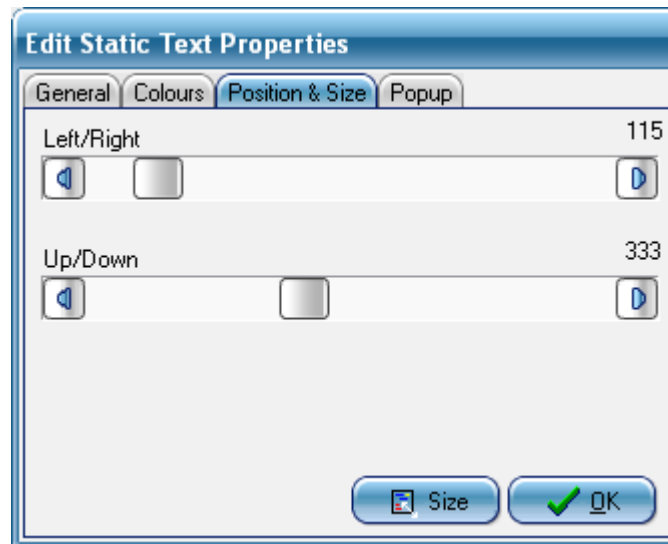 Edit Static Text Properties
General Colours Position & Size Popup
Left/Right 115
Up/Down 333
Size OK